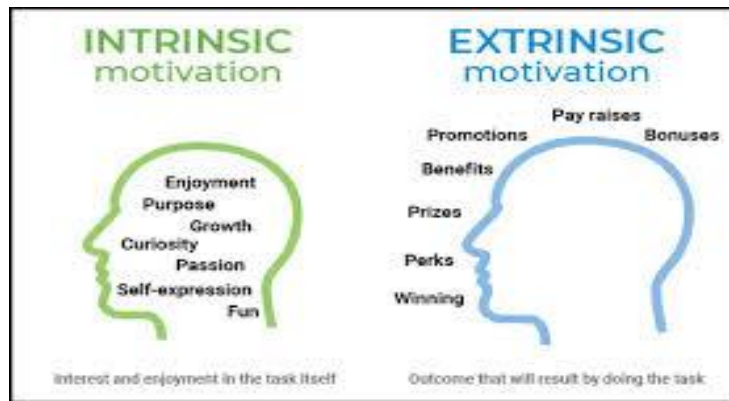 INTRINSIC
motivation
Enjoyment
Purpose
Growth
Curiosity
Passion
Self-expression
Fun
Interest and enjoyment in the task itself
EXTRINSIC
motivation
Pay raises
Promotions
Bonuses
Benefits
Prizes
Perks
Winning
Outcome that will result by doing the task